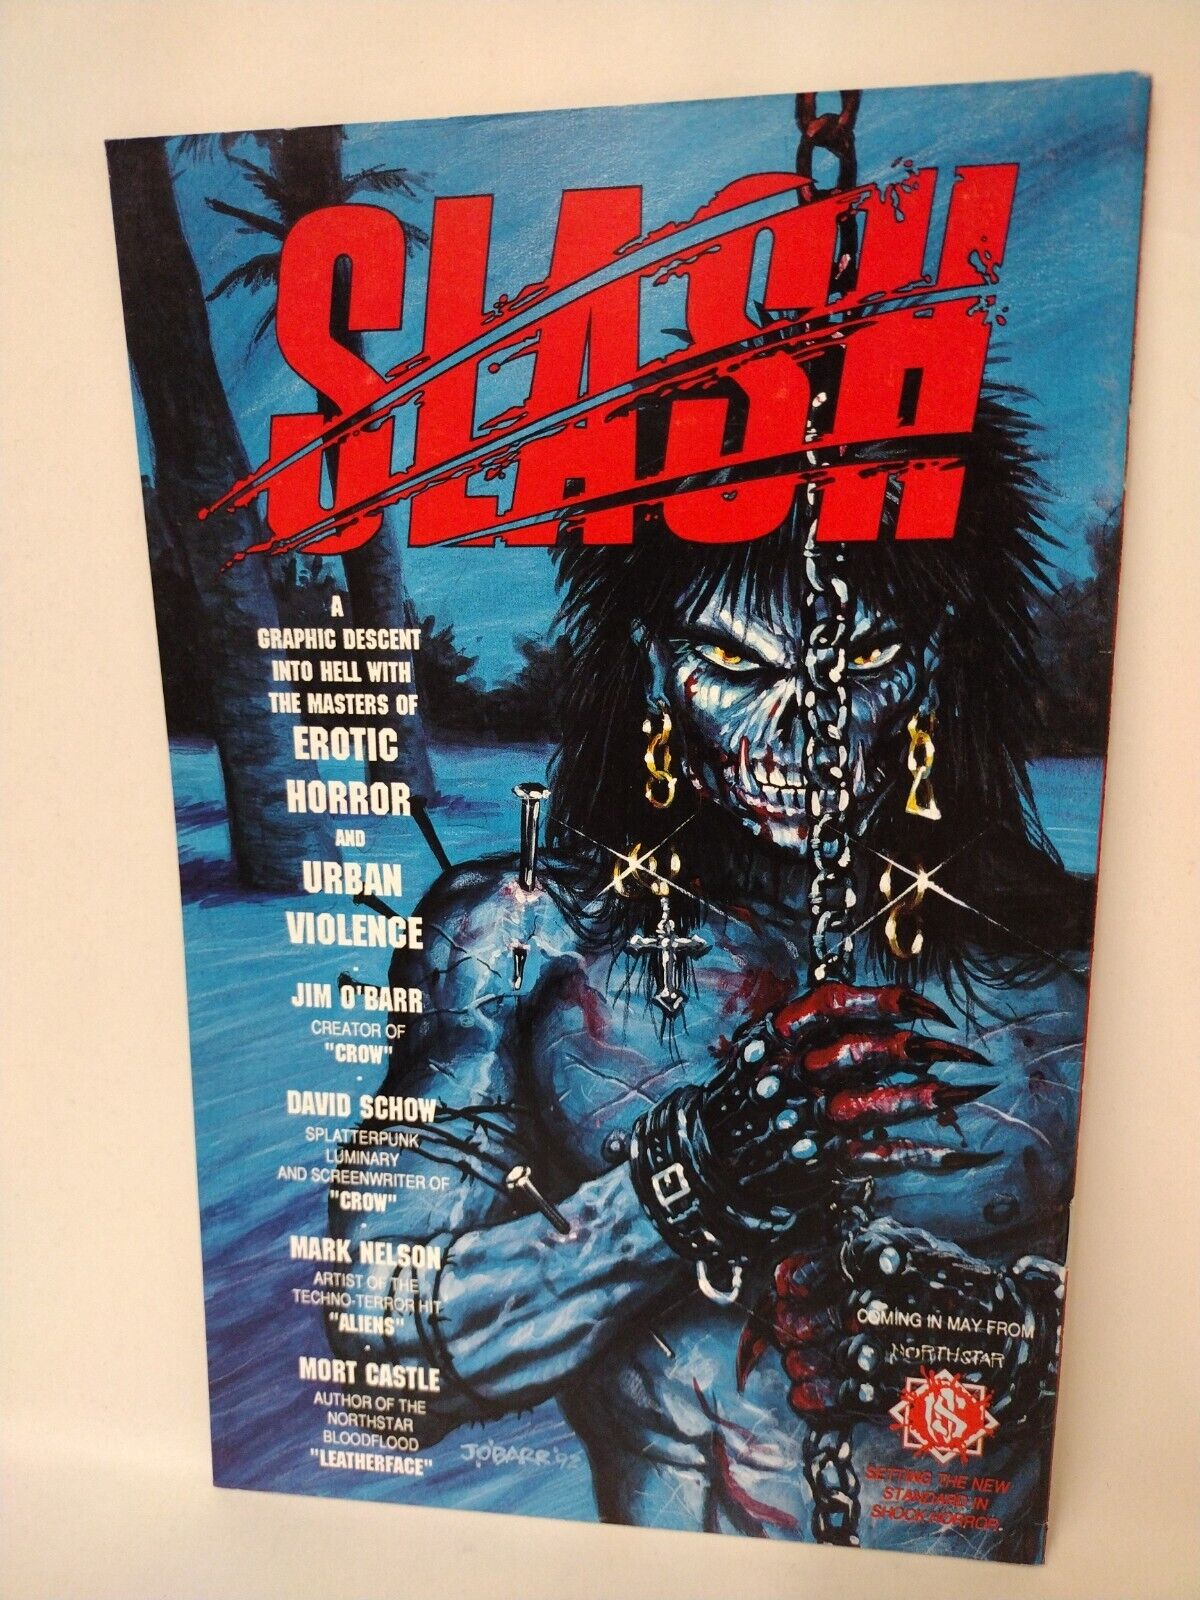 SLASH
A
GRAPHIC DESCENT
INTO HELL WITH
THE MASTERS OF
EROTIC
HORROR
AND
URBAN
VIOLENCE
JIM O'BARR
CREATOR OF
"CROW"
DAVID SCHOW
SPLATTERPUNK
LUMINARY
AND SCREENWRITER OF
"CROW"
MARK NELSON
ARTIST OF THE
TECHNO-TERROR HIT
"ALIENS"
MORT CASTLE
AUTHOR OF THE
NORTHSTAR
BLOODFLOOD
"LEATHERFACE"
J.O'BARR '92
COMING IN MAY FROM
NORTHSTAR
SETTING THE NEW
STANDARD IN
SHOCK HORROR.